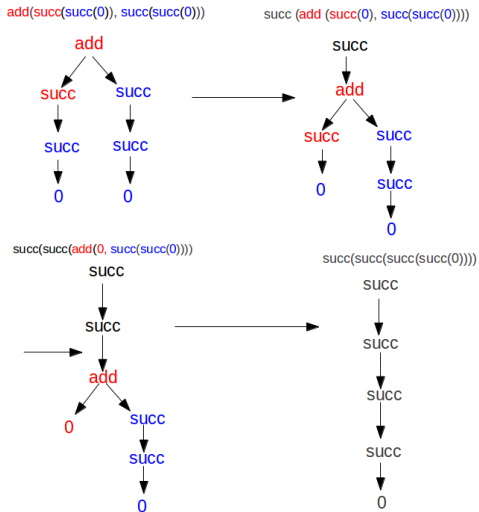 add(succ(succ(0)), succ(succ(0)))
add
succ succ
succ succ
0 0
succ (add (succ(0), succ(succ(0))))
succ
add
succ succ
0 succ
0
succ(succ(add(0, succ(succ(0))))
succ
succ
add
0 succ
succ
0
succ(succ(succ(succ(0))))
succ
succ
succ
succ
0